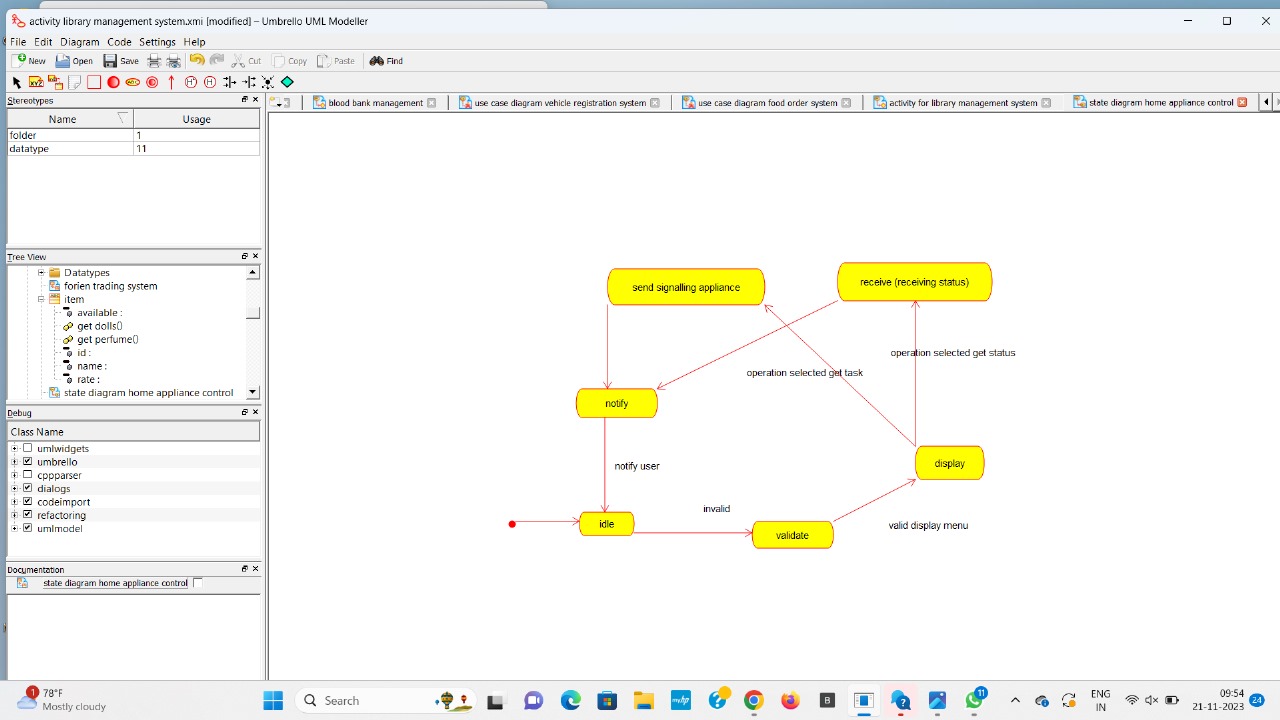 activity library management system.xmi [modified] – Umbrello UML Modeller
File Edit Diagram Code Settings Help
New Open Save Cut Copy Paste Find
Stereotypes
Name Usage
folder 1
datatype 11
blood bank management
use case diagram vehicle registration system
use case diagram food order system
activity for library management system
state diagram home appliance control
Tree View
Datatypes
forien trading system
item
available :
get dolls()
get perfume()
id :
name :
rate :
state diagram home appliance control
Debug
Class Name
umlwidgets
umbrello
cppparser
dialogs
codeimport
refactoring
umlmodel
Documentation
state diagram home appliance control
send signalling appliance
receive (receiving status)
operation selected get status
operation selected get task
notify
notify user
display
invalid
idle
validate
valid display menu
1
78°F
Mostly cloudy
Search
myhp
B
11
ENG
IN
09:54
21-11-2023
24